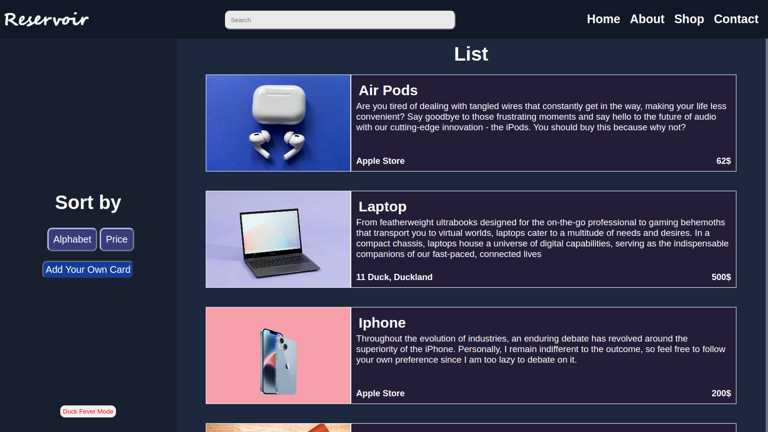 Reservoir
Search
Home About Shop Contact
List
Air Pods
Are you tired of dealing with tangled wires that constantly get in the way, making your life less
convenient? Say goodbye to those frustrating moments and say hello to the future of audio
with our cutting-edge innovation - the iPods. You should buy this because why not?
Apple Store 62$
Sort by
Alphabet Price
Add Your Own Card
Laptop
From featherweight ultrabooks designed for the on-the-go professional to gaming behemoths
that transport you to virtual worlds, laptops cater to a multitude of needs and desires. In a
compact chassis, laptops house a universe of digital capabilities, serving as the indispensable
companions of our fast-paced, connected lives
11 Duck, Duckland 500$
Iphone
Throughout the evolution of industries, an enduring debate has revolved around the
superiority of the iPhone. Personally, I remain indifferent to the outcome, so feel free to follow
your own preference since I am too lazy to debate on it.
Apple Store 200$
Duck Fever Mode